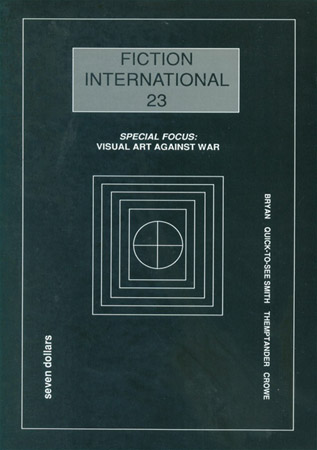 FICTION
INTERNATIONAL
23
SPECIAL FOCUS:
VISUAL ART AGAINST WAR
BRYAN QUICK-TO-SEE SMITH THEMPTANDER CROWE
seven dollars